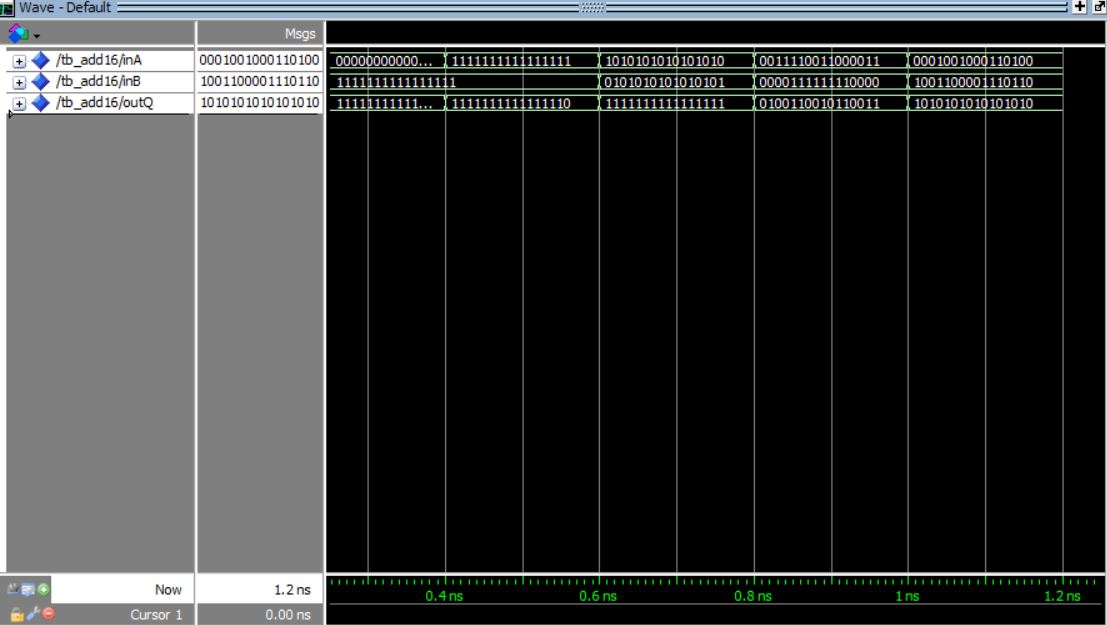 Wave - Default
Msgs
/tb_add16/inA 0001001000110100 00000000000... 1111111111111111 1010101010101010 0011110011000011 0001001000110100
/tb_add16/inB 1001100001110110 1111111111111111 0101010101010101 0000111111110000 1001100001110110
/tb_add16/outQ 1010101010101010 11111111111... 1111111111111110 1111111111111111 0100110010110011 1010101010101010
Now 1.2 ns
0.4 ns 0.6 ns 0.8 ns 1 ns 1.2 ns
Cursor 1 0.00 ns